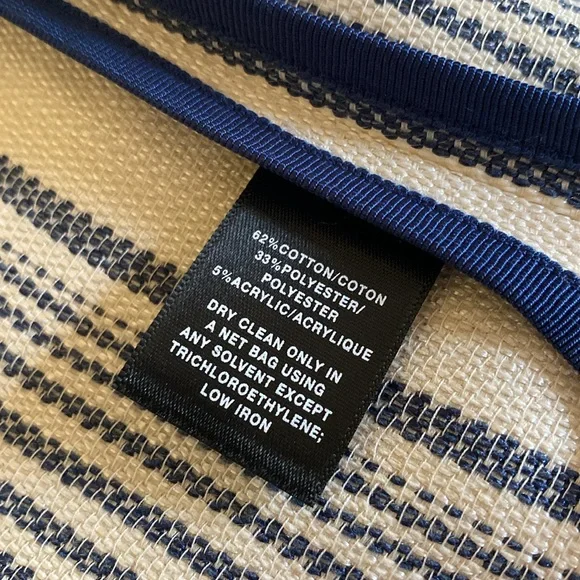 62%COTTON/COTON
33%POLYESTER/
POLYESTER
5%ACRYLIC/ACRYLIQUE
DRY CLEAN ONLY IN
A NET BAG USING
ANY SOLVENT EXCEPT
TRICHLOROETHYLENE;
LOW IRON